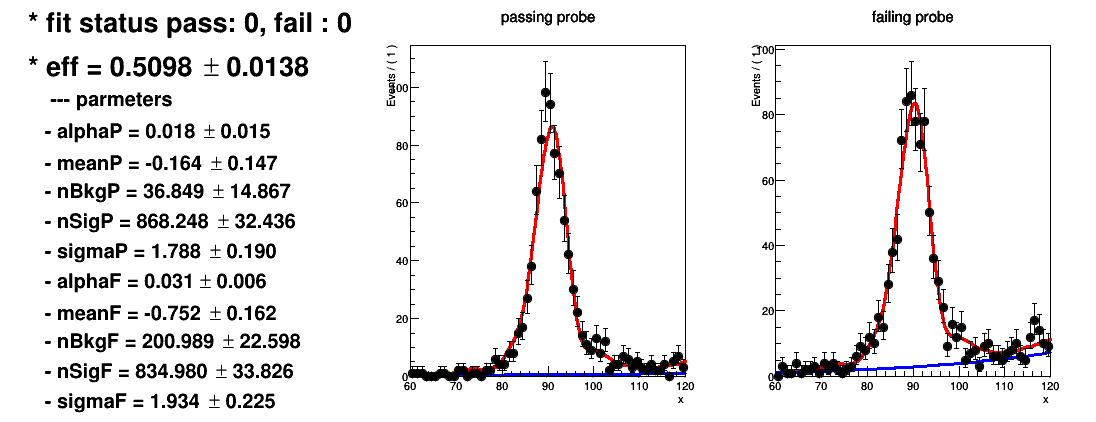 * fit status pass: 0, fail : 0
* eff = 0.5098 ± 0.0138
--- parmeters
- alphaP = 0.018 ± 0.015
- meanP = -0.164 ± 0.147
- nBkgP = 36.849 ± 14.867
- nSigP = 868.248 ± 32.436
- sigmaP = 1.788 ± 0.190
- alphaF = 0.031 ± 0.006
- meanF = -0.752 ± 0.162
- nBkgF = 200.989 ± 22.598
- nSigF = 834.980 ± 33.826
- sigmaF = 1.934 ± 0.225
passing probe
Events / ( 1 )
100
80
60
40
20
0
60 70 80 90 100 110 120
x
failing probe
Events / ( 1 )
100
80
60
40
20
0
60 70 80 90 100 110 120
x